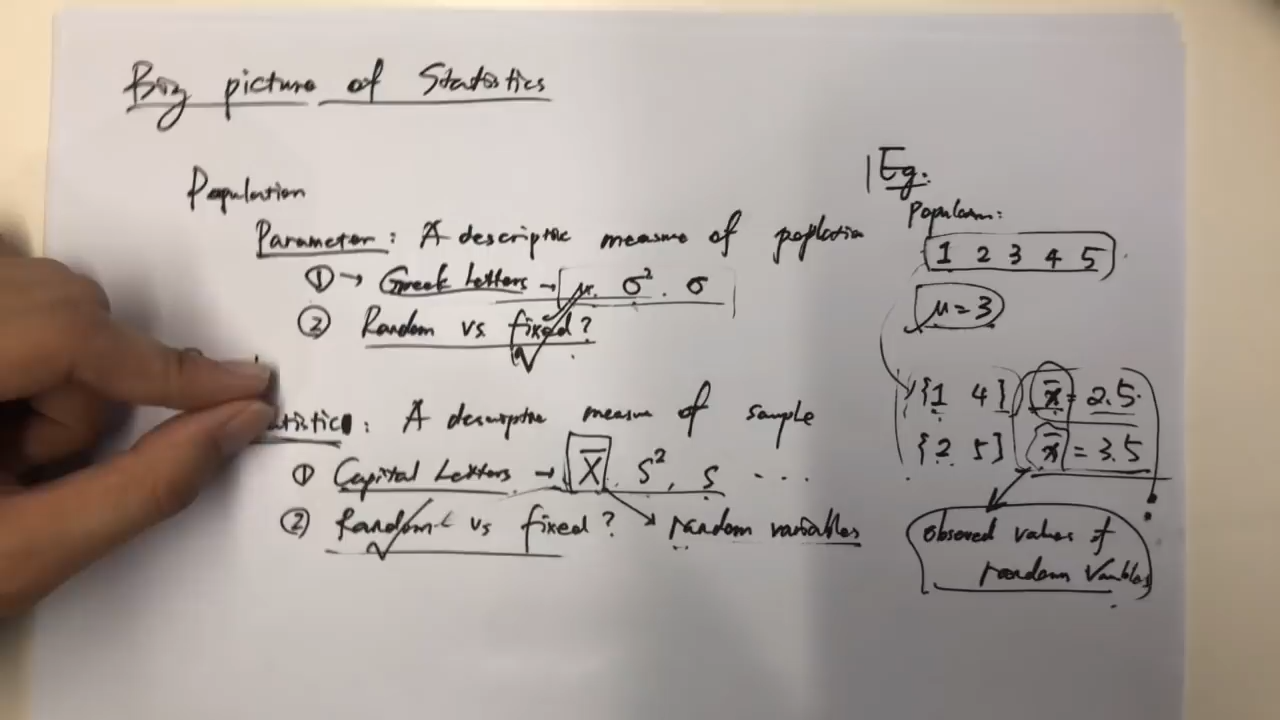 Big picture of Statistics
Population
Parameter: A descriptive measure of poplation
① → Greek Letters → μ, σ², σ
② Random vs fixed?
atistic: A descriptive measure of sample
① Capital Letters → X̄, S², S ...
② Random vs fixed? random variables
Eg.
Population:
1 2 3 4 5
μ = 3
{1 4} x̄ = 2.5
{2 5} x̄ = 3.5
observed values of
random variables